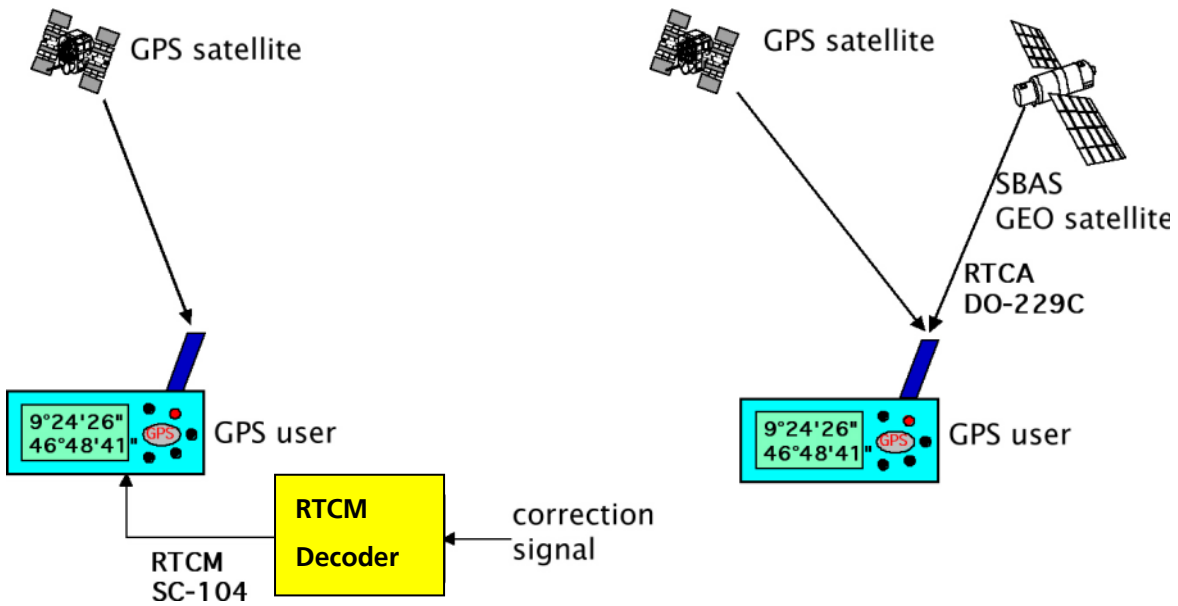 GPS satellite
9°24'26"
46°48'41"
GPS
GPS user
RTCM
Decoder
correction
signal
RTCM
SC-104
GPS satellite
SBAS
GEO satellite
RTCA
DO-229C
9°24'26"
46°48'41"
GPS
GPS user